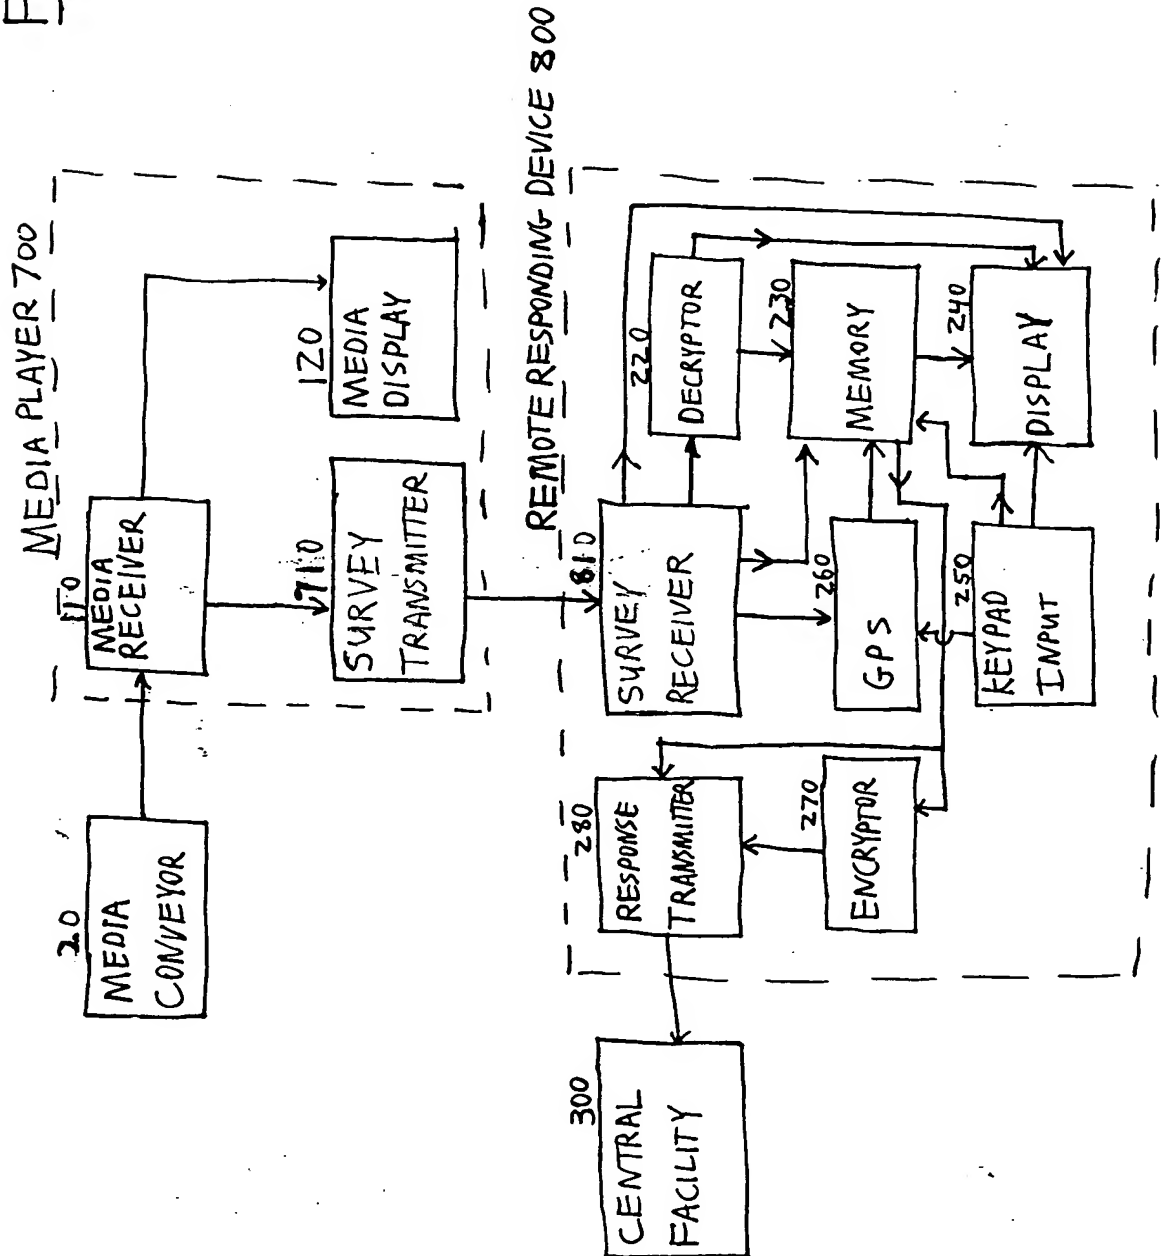 MEDIA PLAYER 700
20
MEDIA
CONVEYOR
110
MEDIA
RECEIVER
710
SURVEY
TRANSMITTER
120
MEDIA
DISPLAY
REMOTE RESPONDING DEVICE 800
300
CENTRAL
FACILITY
280
RESPONSE
TRANSMITTER
810
SURVEY
RECEIVER
220
DECRYPTOR
270
ENCRYPTOR
260
GPS
230
MEMORY
250
KEYPAD
INPUT
240
DISPLAY